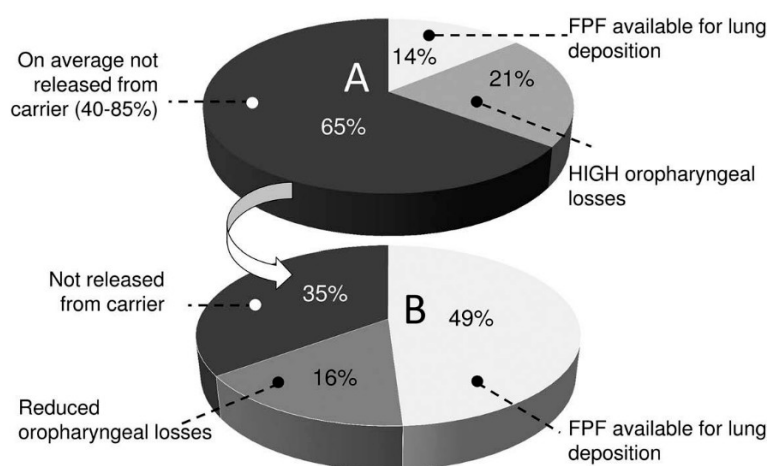 FPF available for lung
deposition
14%
On average not
released from
carrier (40-85%)
A
21%
65%
HIGH oropharyngeal
losses
Not released
from carrier
35%
B
49%
16%
Reduced
oropharyngeal losses
FPF available for lung
deposition